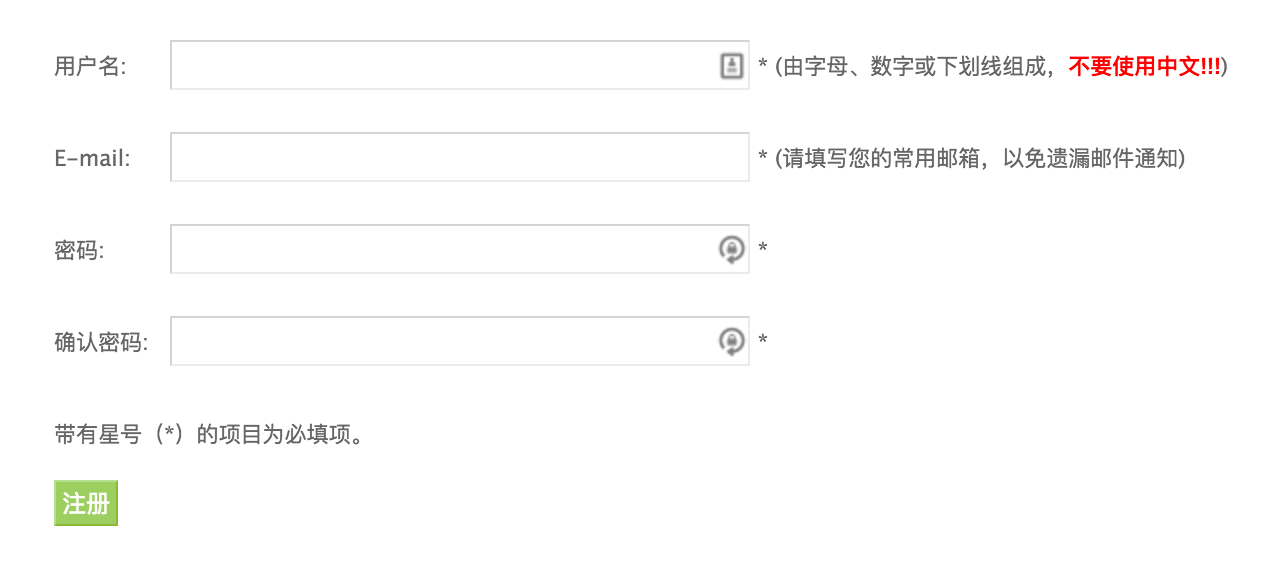 用户名: * (由字母、数字或下划线组成，不要使用中文!!!)
E-mail: * (请填写您的常用邮箱，以免遗漏邮件通知)
密码: *
确认密码: *
带有星号（*）的项目为必填项。
注册